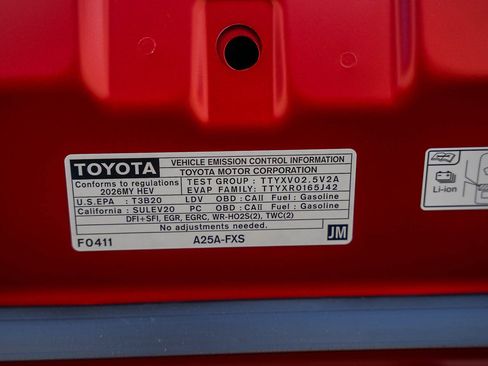 TOYOTA
VEHICLE EMISSION CONTROL INFORMATION
TOYOTA MOTOR CORPORATION
Conforms to regulations
2026MY HEV
TEST GROUP : TTYXV02.5V2A
EVAP FAMILY: TTYXR0165J42
U.S.EPA : T3B20 LDV OBD : CAII Fuel : Gasoline
California : SULEV20 PC OBD : CAII Fuel : Gasoline
DFI+SFI, EGR, EGRC, WR-HO2S(2), TWC(2)
No adjustments needed.
F0411 A25A-FXS JM
Li-ion